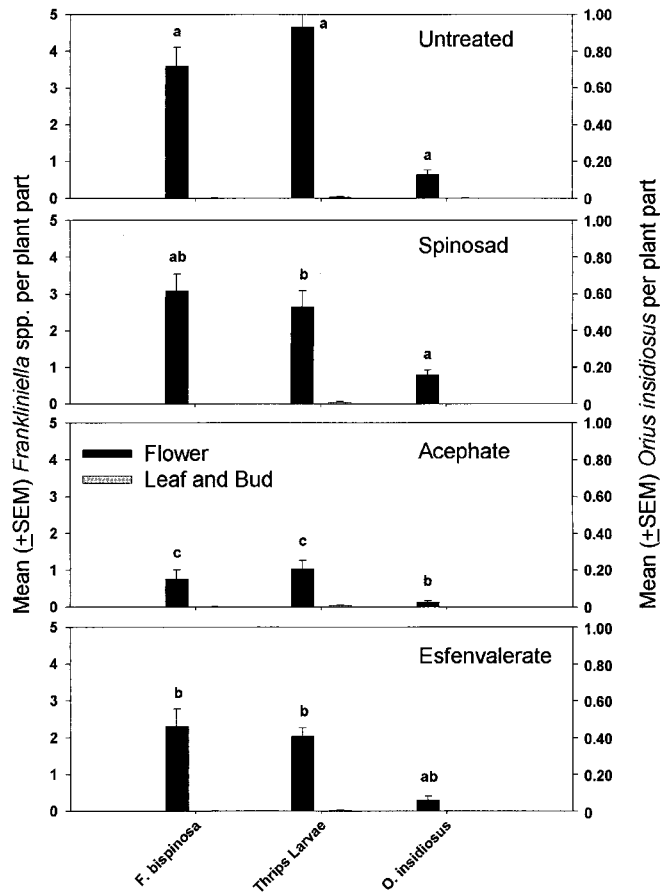 Mean (±SEM) Frankliniella spp. per plant part
Mean (±SEM) Orius insidiosus per plant part
Untreated
5
4
3
2
1
0
a
a
a
1.00
0.80
0.60
0.40
0.20
0
Spinosad
5
4
3
2
1
0
ab
b
a
1.00
0.80
0.60
0.40
0.20
0
Acephate
Flower
Leaf and Bud
5
4
3
2
1
0
c
c
b
1.00
0.80
0.60
0.40
0.20
0
Esfenvalerate
5
4
3
2
1
0
b
b
ab
1.00
0.80
0.60
0.40
0.20
0
F. bispinosa
Thrips Larvae
O. insidiosus